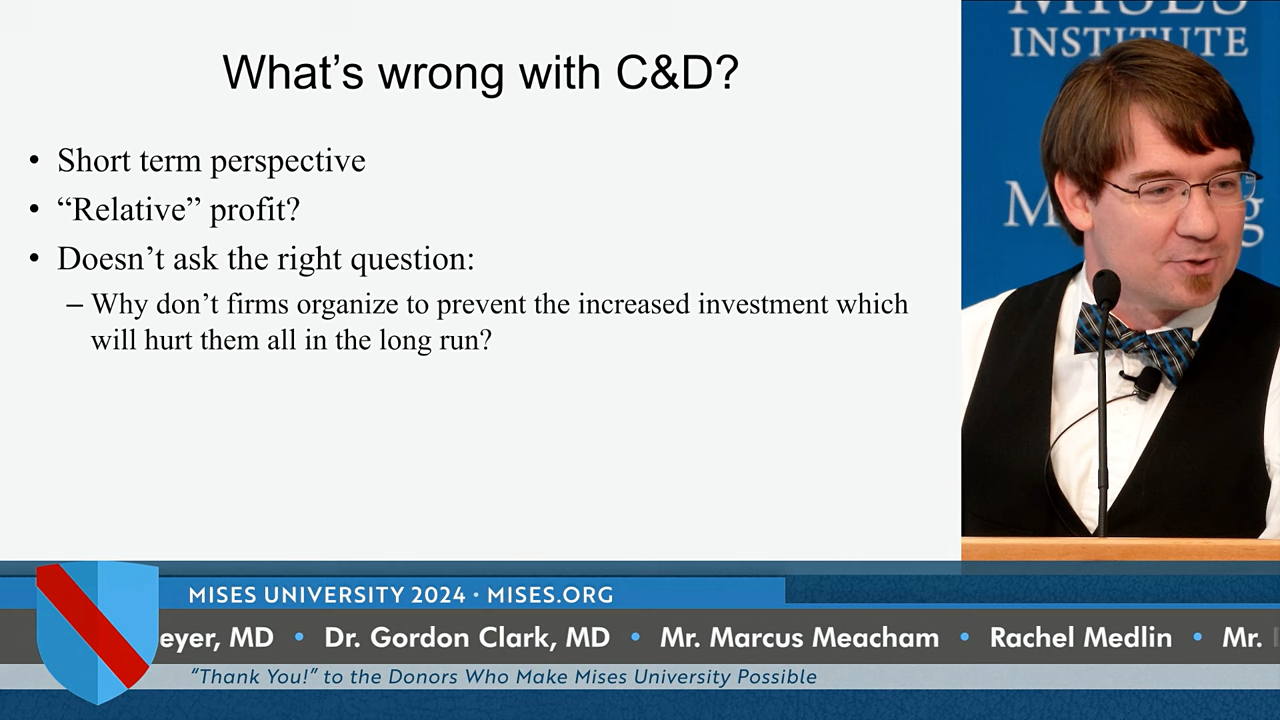 What’s wrong with C&D?
• Short term perspective
• “Relative” profit?
• Doesn’t ask the right question:
– Why don’t firms organize to prevent the increased investment which
will hurt them all in the long run?
MISES
INSTITUTE
MISES UNIVERSITY 2024 • MISES.ORG
eyer, MD • Dr. Gordon Clark, MD • Mr. Marcus Meacham • Rachel Medlin • Mr.
“Thank You!” to the Donors Who Make Mises University Possible